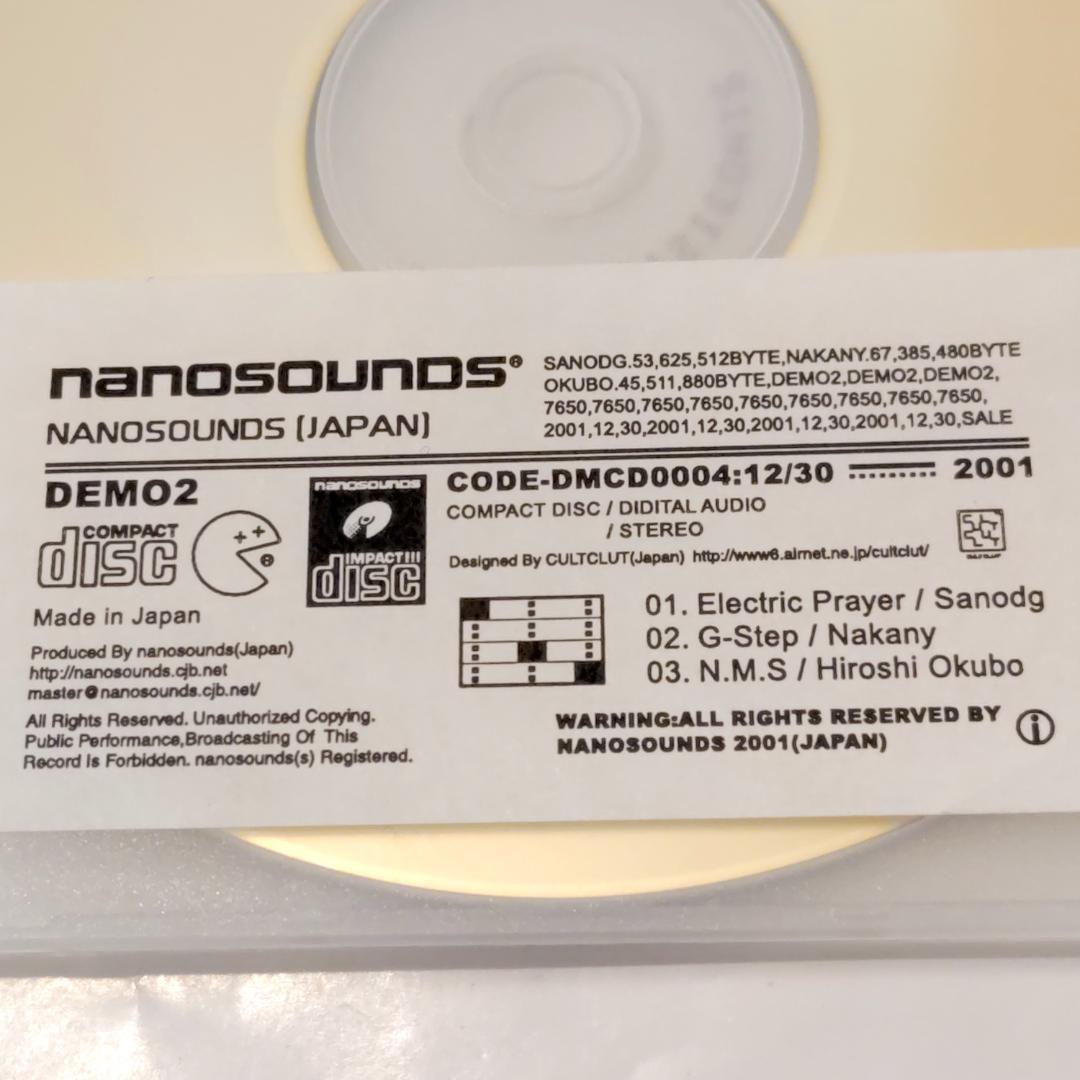 nanosounds®
NANOSOUNDS (JAPAN)
SANODG.53,625,512BYTE,NAKANY.67,385,480BYTE
OKUBO.45,511,880BYTE,DEMO2,DEMO2,DEMO2,
7650,7650,7650,7650,7650,7650,7650,7650,7650,
2001,12,30,2001,12,30,2001,12,30,2001,12,30,SALE
DEMO2
COMPACT
disc
Made in Japan
Produced By nanosounds(Japan)
http://nanosounds.cjb.net
master@nanosounds.cjb.net/
All Rights Reserved. Unauthorized Copying.
Public Performance,Broadcasting Of This
Record Is Forbidden. nanosounds(s) Registered.
nanosounds
IMPACT!!!
disc
CODE-DMCD0004:12/30 2001
COMPACT DISC / DIDITAL AUDIO
/ STEREO
Designed By CULTCLUT(Japan) http://www6.airnet.ne.jp/cultclut/
01. Electric Prayer / Sanodg
02. G-Step / Nakany
03. N.M.S / Hiroshi Okubo
WARNING:ALL RIGHTS RESERVED BY
NANOSOUNDS 2001(JAPAN)